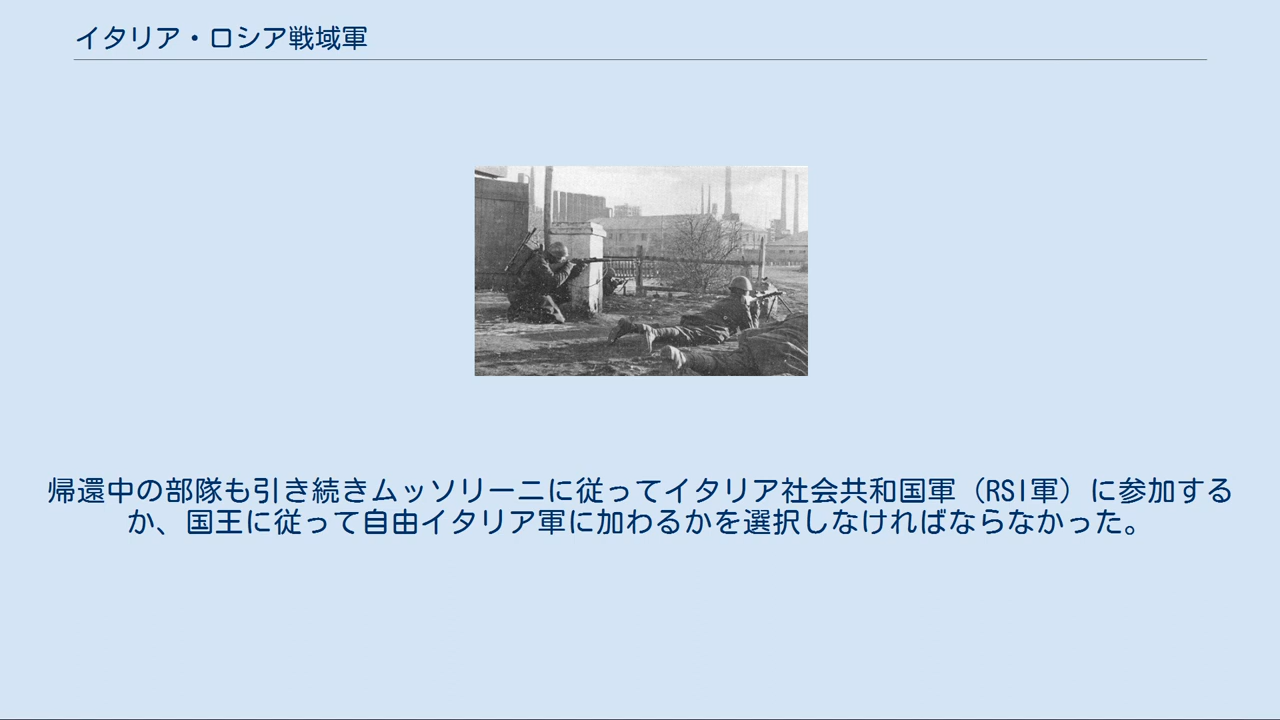 イタリア・ロシア戦域軍
帰還中の部隊も引き続きムッソリーニに従ってイタリア社会共和国軍（RSI軍）に参加する
か、国王に従って自由イタリア軍に加わるかを選択しなければならなかった。